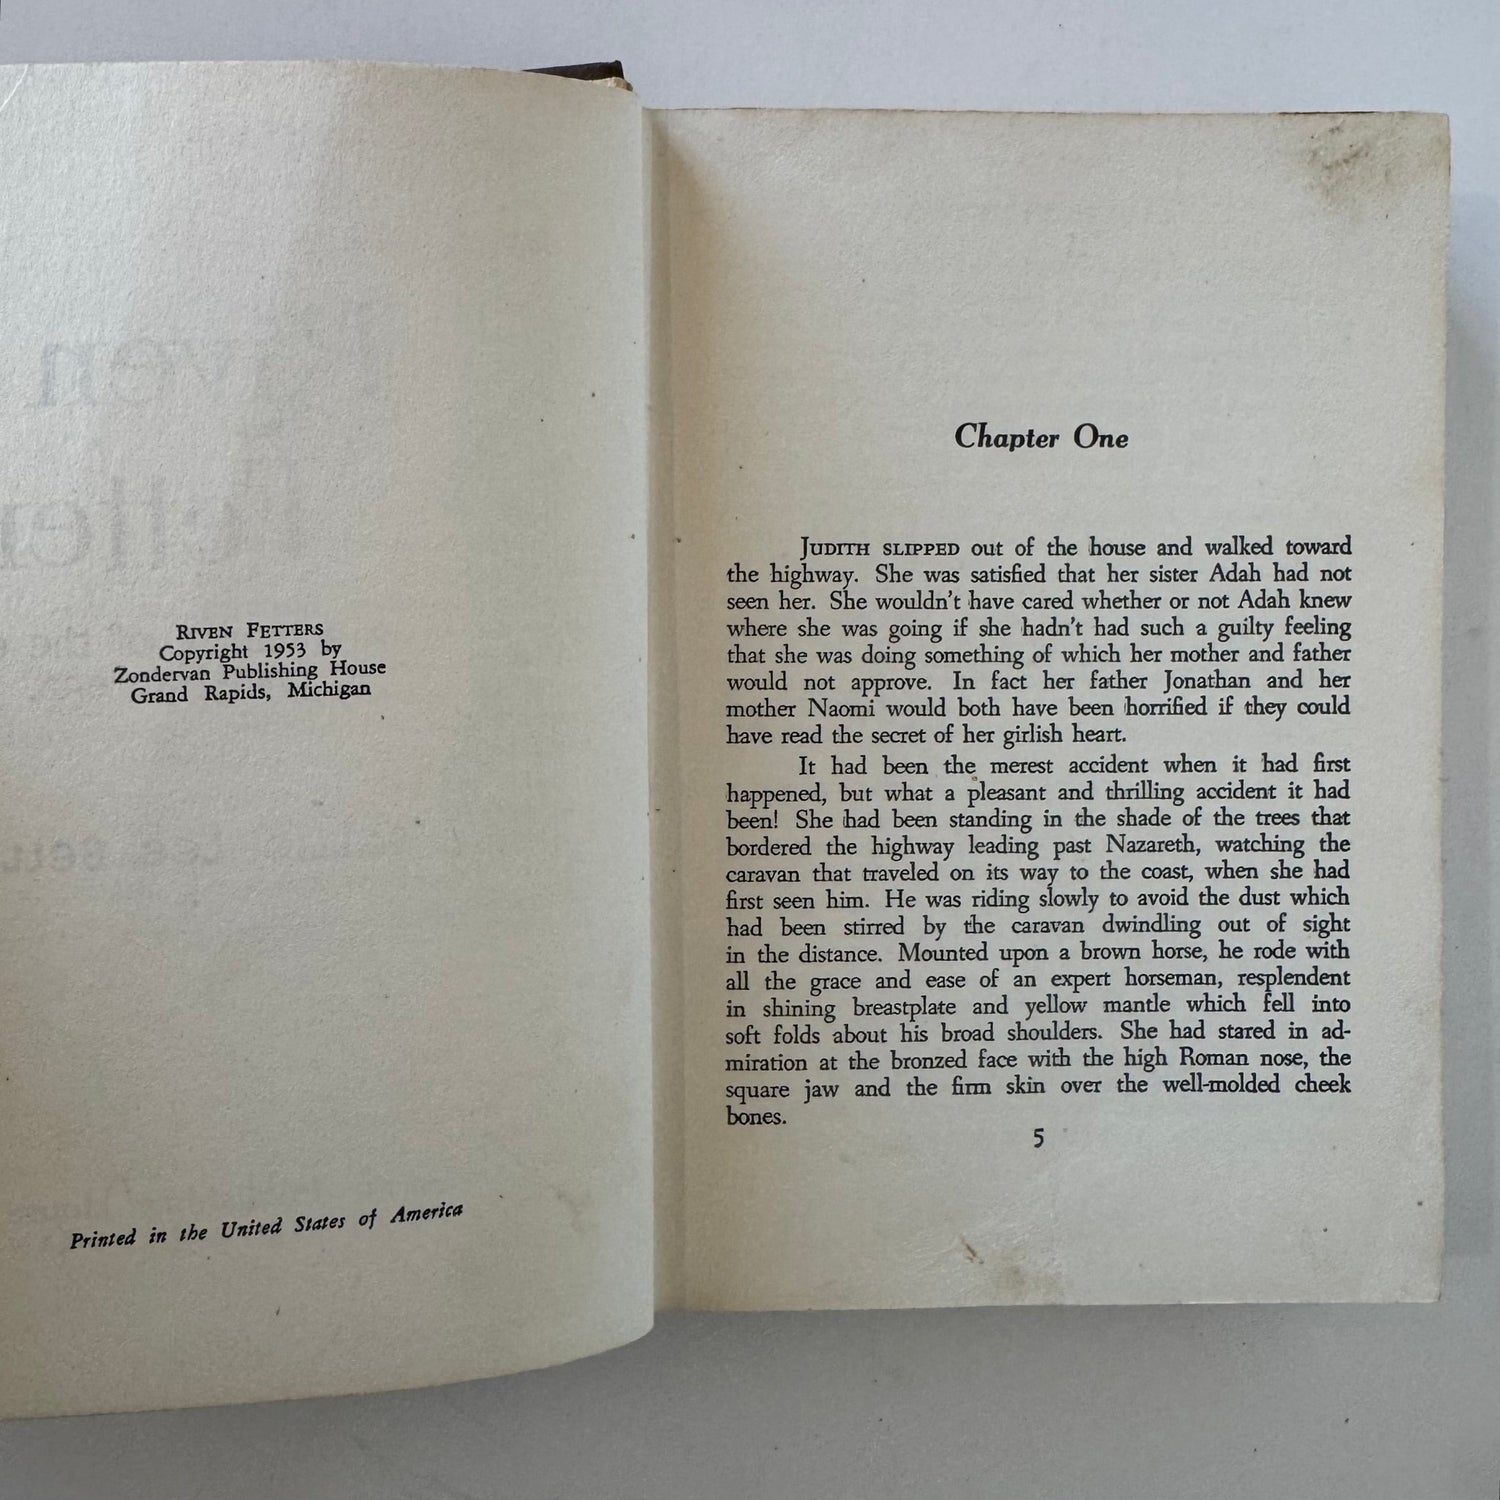 RIVEN FETTERS
Copyright 1953 by
Zondervan Publishing House
Grand Rapids, Michigan
Printed in the United States of America
Chapter One
JUDITH SLIPPED out of the house and walked toward
the highway. She was satisfied that her sister Adah had not
seen her. She wouldn't have cared whether or not Adah knew
where she was going if she hadn't had such a guilty feeling
that she was doing something of which her mother and father
would not approve. In fact her father Jonathan and her
mother Naomi would both have been horrified if they could
have read the secret of her girlish heart.
It had been the merest accident when it had first
happened, but what a pleasant and thrilling accident it had
been! She had been standing in the shade of the trees that
bordered the highway leading past Nazareth, watching the
caravan that traveled on its way to the coast, when she had
first seen him. He was riding slowly to avoid the dust which
had been stirred by the caravan dwindling out of sight
in the distance. Mounted upon a brown horse, he rode with
all the grace and ease of an expert horseman, resplendent
in shining breastplate and yellow mantle which fell into
soft folds about his broad shoulders. She had stared in ad-
miration at the bronzed face with the high Roman nose, the
square jaw and the firm skin over the well-molded cheek
bones.
5